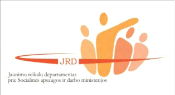 JRD
Jaunimo reikalų departamentas
prie Socialinės apsaugos ir darbo ministerijos